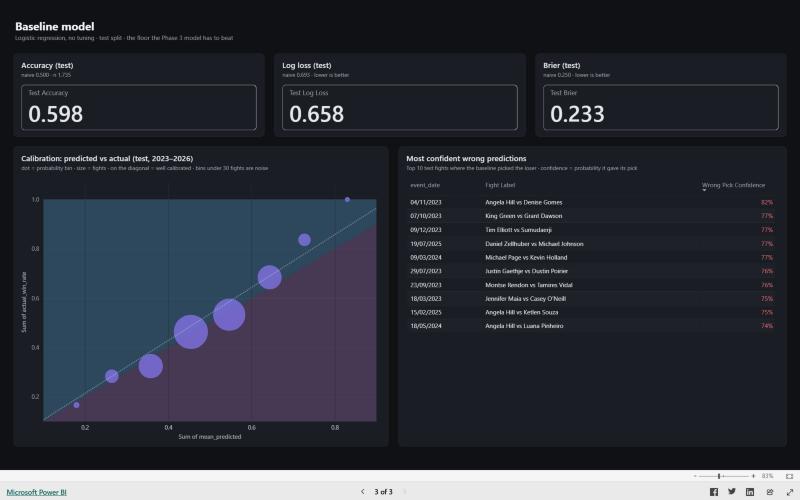 Baseline model
Logistic regression, no tuning · test split · the floor the Phase 3 model has to beat
Accuracy (test)
naive 0.500 · n 1.735
Test Accuracy
0.598
Log loss (test)
naive 0.693 · lower is better
Test Log Loss
0.658
Brier (test)
naive 0.250 · lower is better
Test Brier
0.233
Calibration: predicted vs actual (test, 2023–2026)
dot = probability bin · size = fights · on the diagonal = well calibrated · bins under 30 fights are noise
Sum of actual_win_rate
1.0
0.8
0.6
0.4
0.2
0.2
0.4
0.6
0.8
Sum of mean_predicted
Most confident wrong predictions
Top 10 test fights where the baseline picked the loser · confidence = probability it gave its pick
event_date Fight Label Wrong Pick Confidence
04/11/2023 Angela Hill vs Denise Gomes 82%
07/10/2023 King Green vs Grant Dawson 77%
09/12/2023 Tim Elliott vs Sumudaerji 77%
19/07/2025 Daniel Zellhuber vs Michael Johnson 77%
09/03/2024 Michael Page vs Kevin Holland 77%
29/07/2023 Justin Gaethje vs Dustin Poirier 76%
23/09/2023 Montse Rendon vs Tamires Vidal 76%
18/03/2023 Jennifer Maia vs Casey O'Neill 75%
15/02/2025 Angela Hill vs Ketlen Souza 75%
18/05/2024 Angela Hill vs Luana Pinheiro 74%
- + 83%
Microsoft Power BI
3 of 3